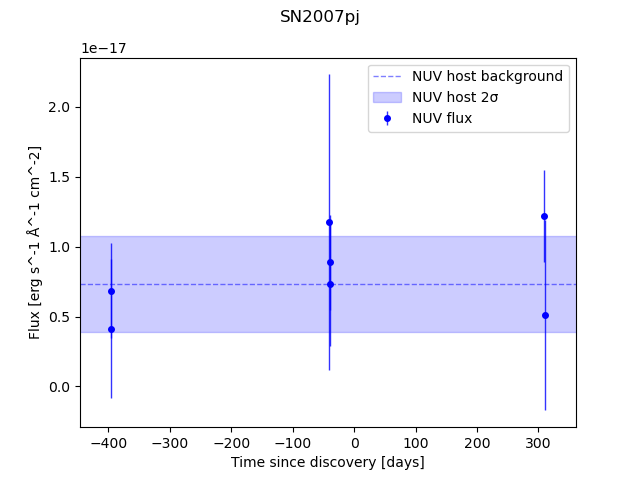 SN2007pj
1e−17
NUV host background
NUV host 2σ
NUV flux
Flux [erg s^-1 Å^-1 cm^-2]
2.0
1.5
1.0
0.5
0.0
−400 −300 −200 −100 0 100 200 300
Time since discovery [days]